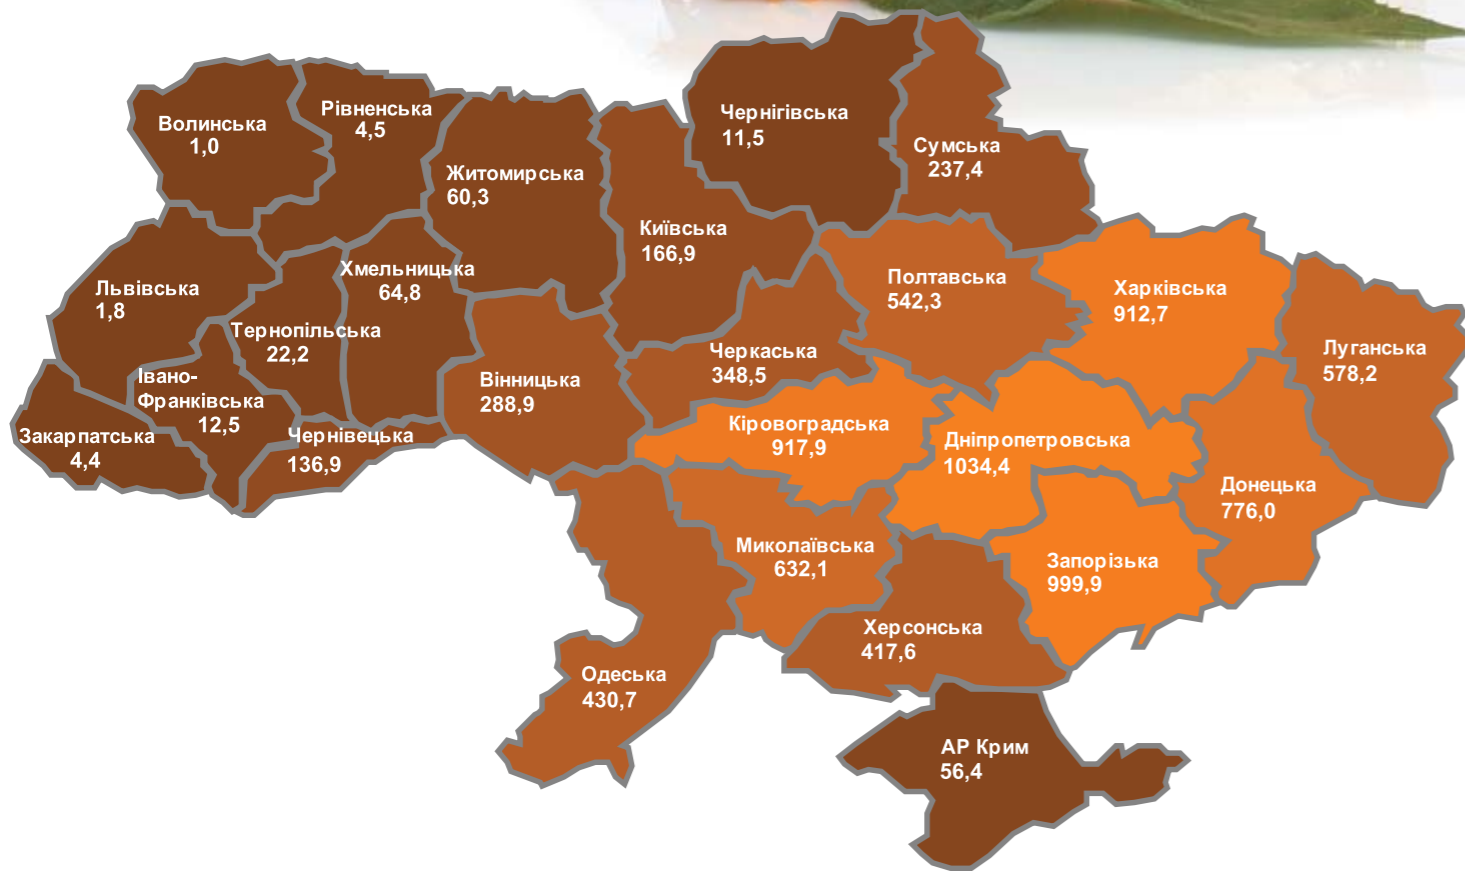 Волинська
1,0
Рівненська
4,5
Житомирська
60,3
Чернігівська
11,5
Сумська
237,4
Київська
166,9
Львівська
1,8
Тернопільська
22,2
Хмельницька
64,8
Полтавська
542,3
Харківська
912,7
Луганська
578,2
Черкаська
348,5
Вінницька
288,9
Івано-
Франківська
12,5
Закарпатська
4,4
Чернівецька
136,9
Кіровоградська
917,9
Дніпропетровська
1034,4
Донецька
776,0
Миколаївська
632,1
Запорізька
999,9
Херсонська
417,6
Одеська
430,7
АР Крим
56,4